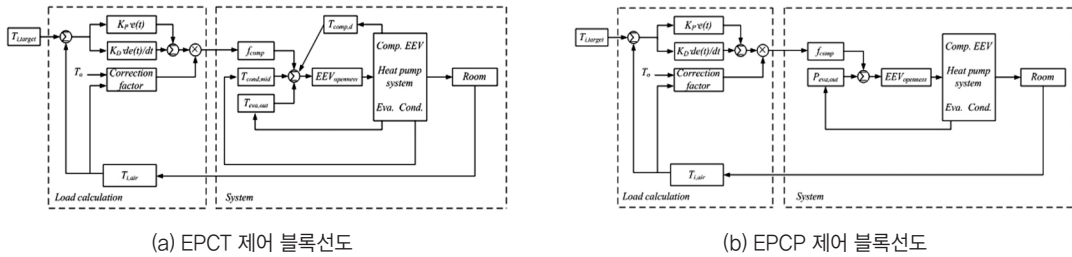 T_i,target
K_P·e(t)
K_D·de(t)/dt
T_o
Correction
factor
T_i,air
Load calculation
f_comp
T_cond,mid
T_eva,out
T_comp,d
EEV_openness
Comp. EEV
Heat pump
system
Eva. Cond.
Room
System
(a) EPCT 제어 블록선도
T_i,target
K_P·e(t)
K_D·de(t)/dt
T_o
Correction
factor
T_i,air
Load calculation
f_comp
P_eva,out
EEV_openness
Comp. EEV
Heat pump
system
Eva. Cond.
Room
System
(b) EPCP 제어 블록선도